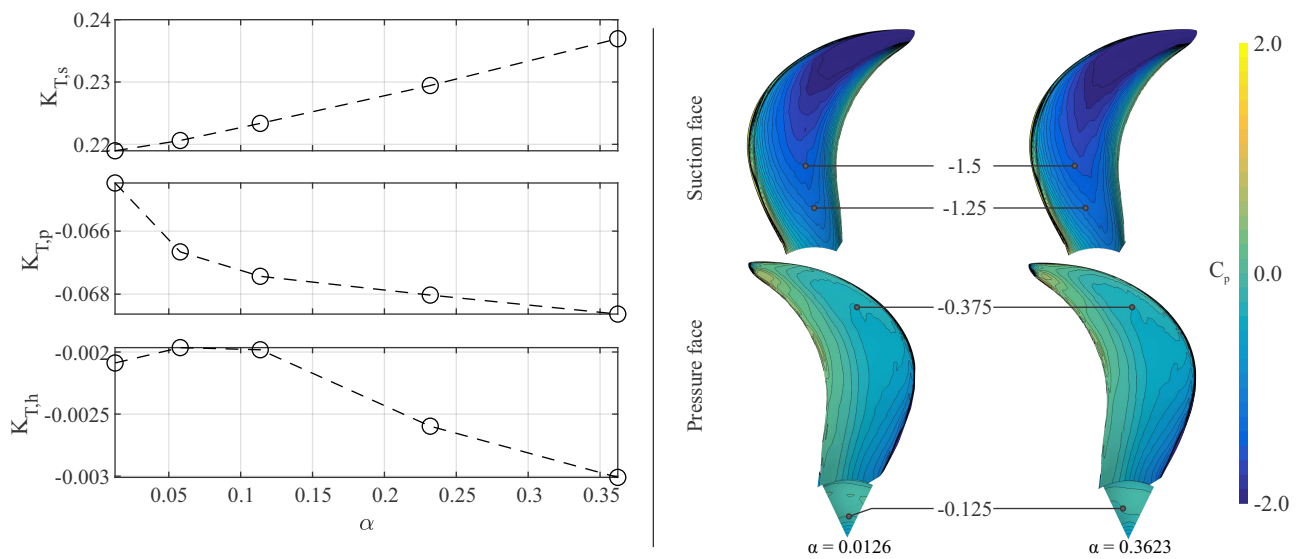 0.24
0.23
0.22
K_T,s
-0.066
-0.068
K_T,p
-0.002
-0.0025
-0.003
K_T,h
0.05 0.1 0.15 0.2 0.25 0.3 0.35
α
Suction face
-1.5
-1.25
Pressure face
-0.375
-0.125
α = 0.0126 α = 0.3623
2.0
C_p 0.0
-2.0